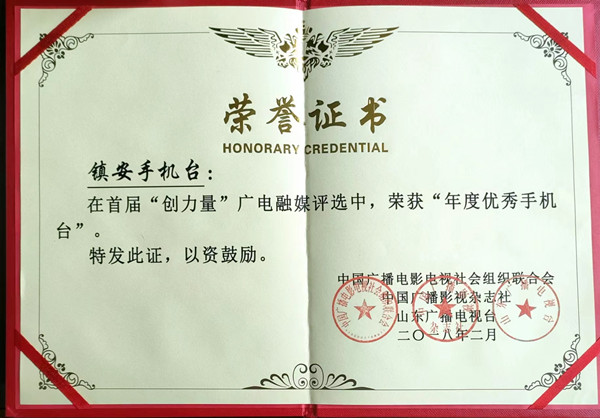 荣誉证书
HONORARY CREDENTIAL
镇安手机台：
在首届“创力量”广电融媒评选中，荣获“年度优秀手机
台”。
特发此证，以资鼓励。
中国广播电影电视社会组织联合会
中国广播影视杂志社
山东广播电视台
二〇一八年二月